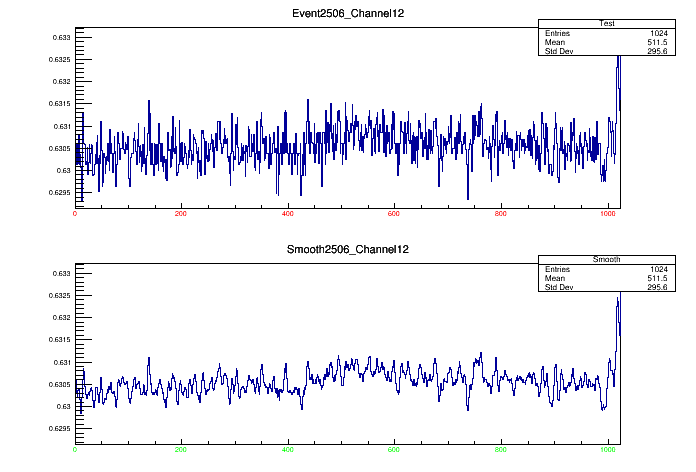 Event2506_Channel12
Test
Entries 1024
Mean 511.5
Std Dev 295.6
0.633
0.6325
0.632
0.6315
0.631
0.6305
0.63
0.6295
0 200 400 600 800 1000
Smooth2506_Channel12
Smooth
Entries 1024
Mean 511.5
Std Dev 295.6
0.633
0.6325
0.632
0.6315
0.631
0.6305
0.63
0.6295
0 200 400 600 800 1000